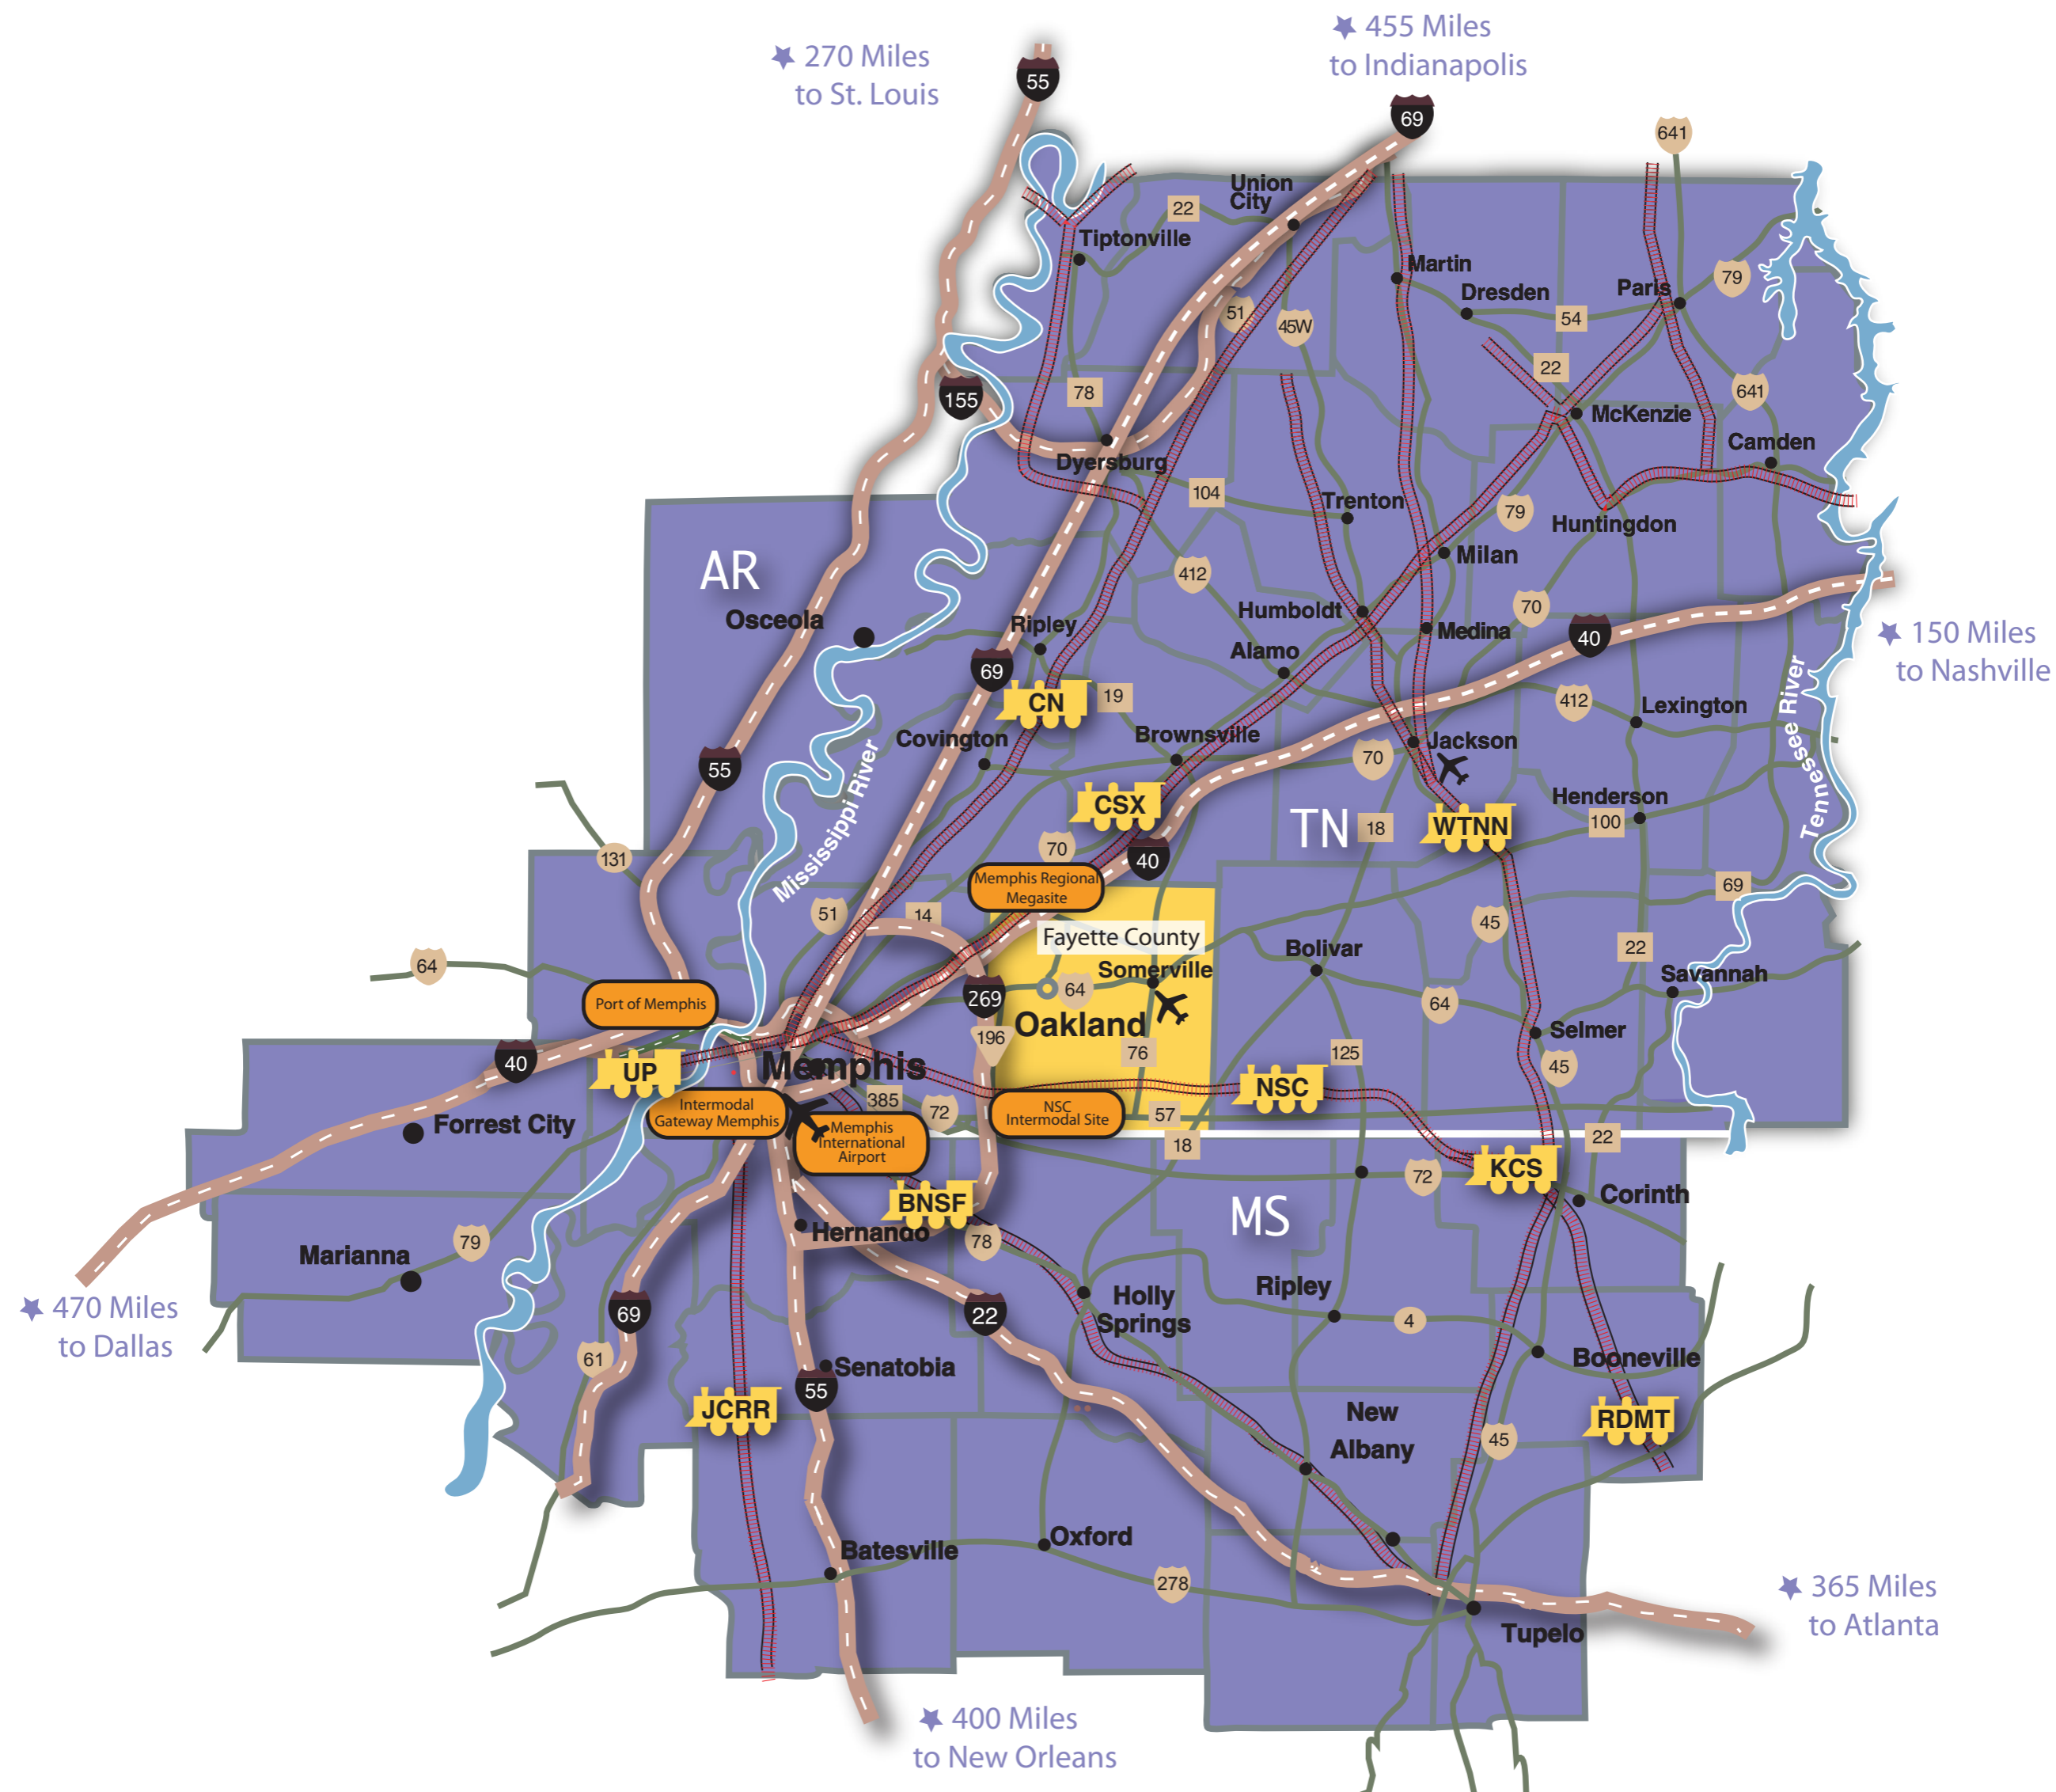 455 Miles
to Indianapolis
270 Miles
to St. Louis
55
69
641
Union
City
22
Tiptonville
Martin
79
Paris
Dresden
51
45W
54
22
78
155
641
McKenzie
Camden
Dyersburg
104
Trenton
79
Huntingdon
Milan
AR
412
Osceola
Humboldt
70
Ripley
Medina
40
150 Miles
to Nashville
Alamo
69
CN
19
412
Lexington
Tennessee River
Covington
Brownsville
Jackson
55
70
Mississippi River
CSX
Henderson
100
TN
18
WTNN
131
70
40
Memphis Regional
Megasite
69
51
14
45
Fayette County
Bolivar
22
64
Somerville
Savannah
64
269
64
Port of Memphis
Oakland
Selmer
196
76
125
40
UP
Memphis
45
NSC
385
72
Intermodal
Gateway Memphis
NSC
Intermodal Site
57
Forrest City
Memphis
International
Airport
18
22
KCS
72
BNSF
Corinth
MS
Hernando
78
79
Marianna
Ripley
Holly
Springs
470 Miles
to Dallas
69
22
4
61
Booneville
Senatobia
55
JCRR
New
Albany
RDMT
45
Oxford
Batesville
278
365 Miles
to Atlanta
Tupelo
400 Miles
to New Orleans